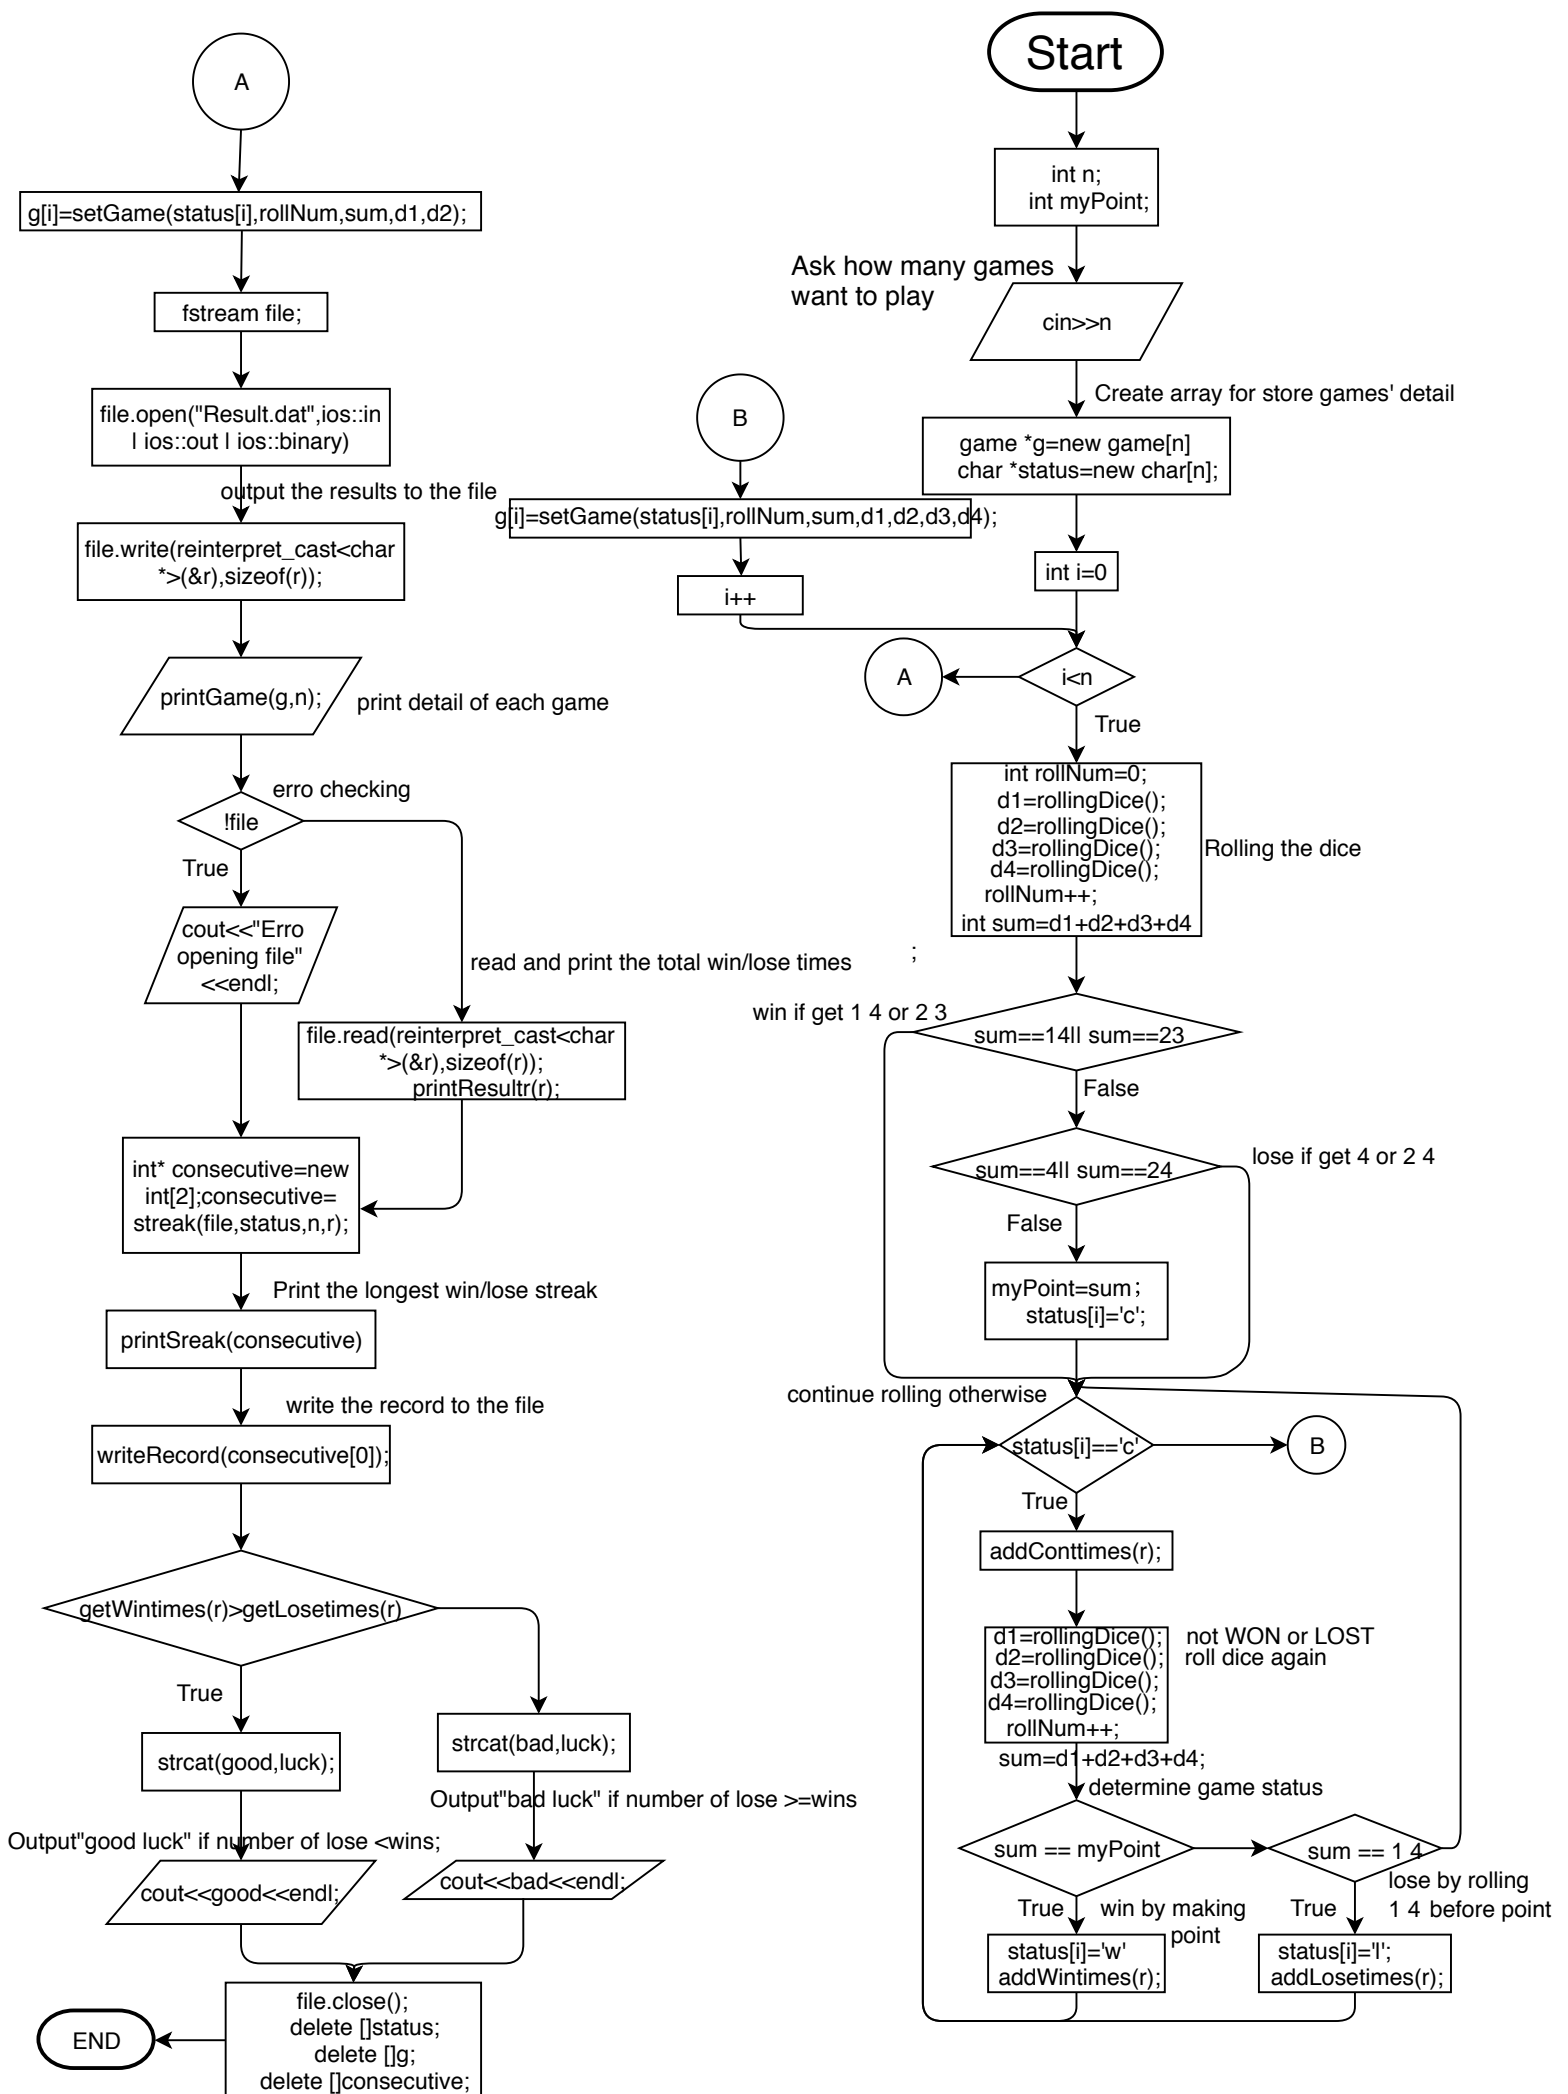 A
g[i]=setGame(status[i],rollNum,sum,d1,d2);
fstream file;
file.open("Result.dat",ios::in
| ios::out | ios::binary)
output the results to the file
file.write(reinterpret_cast<char
*>(&r),sizeof(r));
printGame(g,n);
print detail of each game
erro checking
!file
True
cout<<"Erro
opening file"
<<endl;
read and print the total win/lose times
file.read(reinterpret_cast<char
*>(&r),sizeof(r));
printResultr(r);
int* consecutive=new
int[2];consecutive=
streak(file,status,n,r);
Print the longest win/lose streak
printSreak(consecutive)
write the record to the file
writeRecord(consecutive[0]);
getWintimes(r)>getLosetimes(r)
True
strcat(good,luck);
strcat(bad,luck);
Output"bad luck" if number of lose >=wins
Output"good luck" if number of lose <wins;
cout<<good<<endl;
cout<<bad<<endl;
file.close();
delete []status;
delete []g;
delete []consecutive;
END
Start
int n;
int myPoint;
Ask how many games
want to play
cin>>n
Create array for store games' detail
game *g=new game[n]
char *status=new char[n];
B
g[i]=setGame(status[i],rollNum,sum,d1,d2,d3,d4);
i++
int i=0
i<n
A
True
int rollNum=0;
d1=rollingDice();
d2=rollingDice();
d3=rollingDice();
d4=rollingDice();
rollNum++;
int sum=d1+d2+d3+d4
;
Rolling the dice
win if get 1 4 or 2 3
sum==14|| sum==23
False
sum==4|| sum==24
lose if get 4 or 2 4
False
myPoint=sum;
status[i]='c';
continue rolling otherwise
status[i]=='c'
B
True
addConttimes(r);
d1=rollingDice();
d2=rollingDice();
d3=rollingDice();
d4=rollingDice();
rollNum++;
sum=d1+d2+d3+d4;
not WON or LOST
roll dice again
determine game status
sum == myPoint
sum == 1 4
True
win by making
point
True
lose by rolling
1 4 before point
status[i]='w'
addWintimes(r);
status[i]='l';
addLosetimes(r);